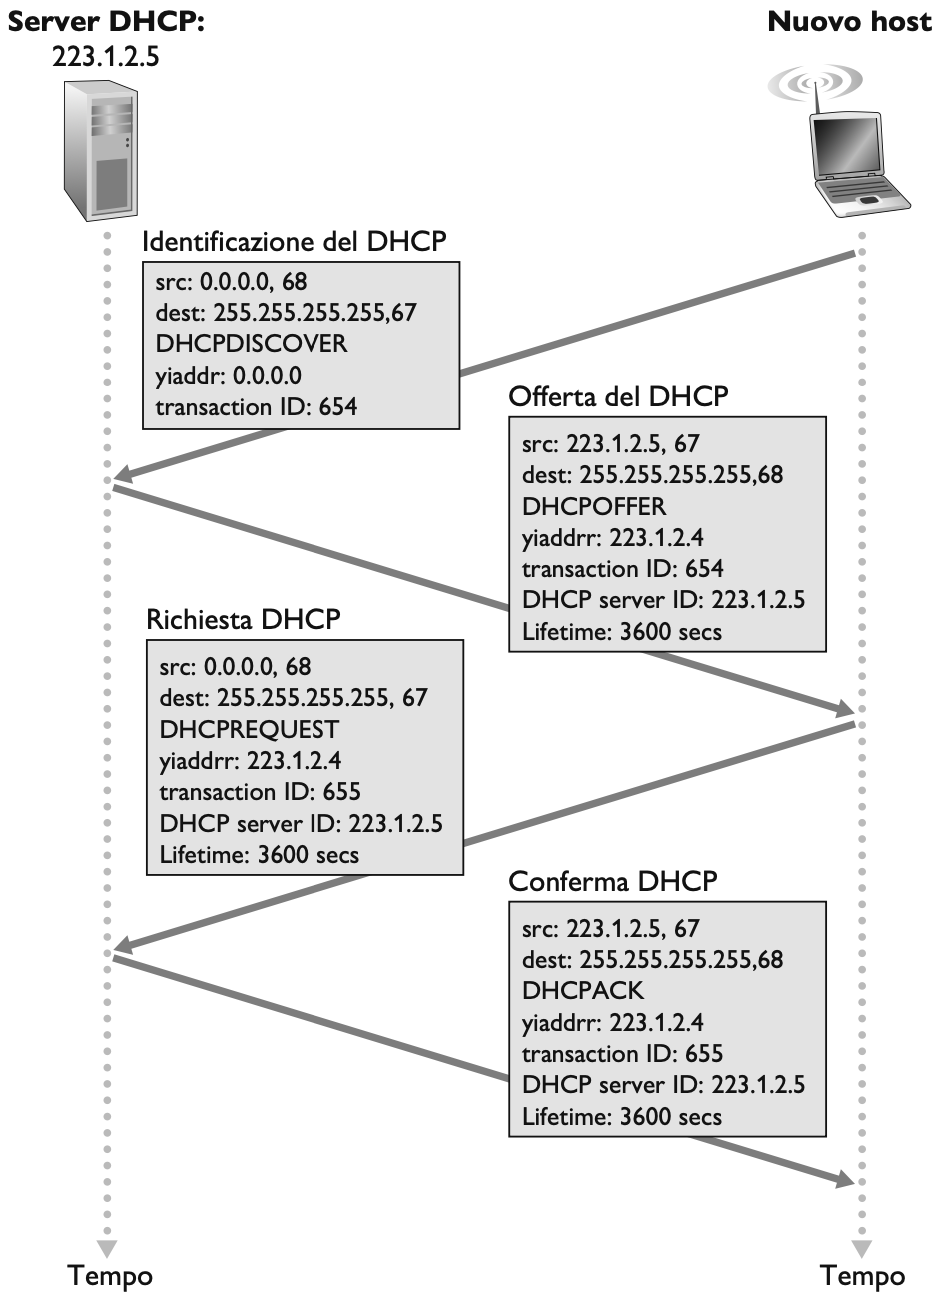 Server DHCP:
223.1.2.5
Nuovo host
Identificazione del DHCP
src: 0.0.0.0, 68
dest: 255.255.255.255,67
DHCPDISCOVER
yiaddr: 0.0.0.0
transaction ID: 654
Offerta del DHCP
src: 223.1.2.5, 67
dest: 255.255.255.255,68
DHCPOFFER
yiaddrr: 223.1.2.4
transaction ID: 654
DHCP server ID: 223.1.2.5
Lifetime: 3600 secs
Richiesta DHCP
src: 0.0.0.0, 68
dest: 255.255.255.255, 67
DHCPREQUEST
yiaddrr: 223.1.2.4
transaction ID: 655
DHCP server ID: 223.1.2.5
Lifetime: 3600 secs
Conferma DHCP
src: 223.1.2.5, 67
dest: 255.255.255.255,68
DHCPACK
yiaddrr: 223.1.2.4
transaction ID: 655
DHCP server ID: 223.1.2.5
Lifetime: 3600 secs
Tempo
Tempo